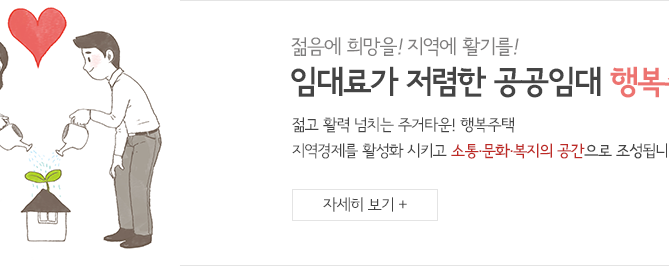 젊음에 희망을! 지역에 활기를!
임대료가 저렴한 공공임대 행복
젊고 활력 넘치는 주거타운! 행복주택
지역경제를 활성화 시키고 소통·문화·복지의 공간으로 조성됩니
자세히 보기 +